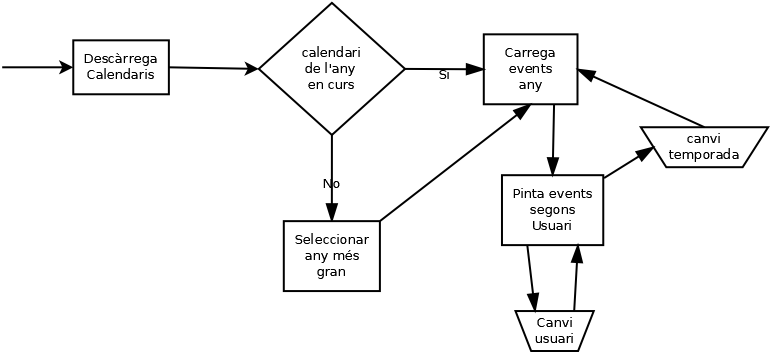 Descàrrega
Calendaris
calendari
de l'any
en curs
Si
Carrega
events
any
canvi
temporada
No
Pinta events
segons
Usuari
Seleccionar
any més
gran
Canvi
usuari